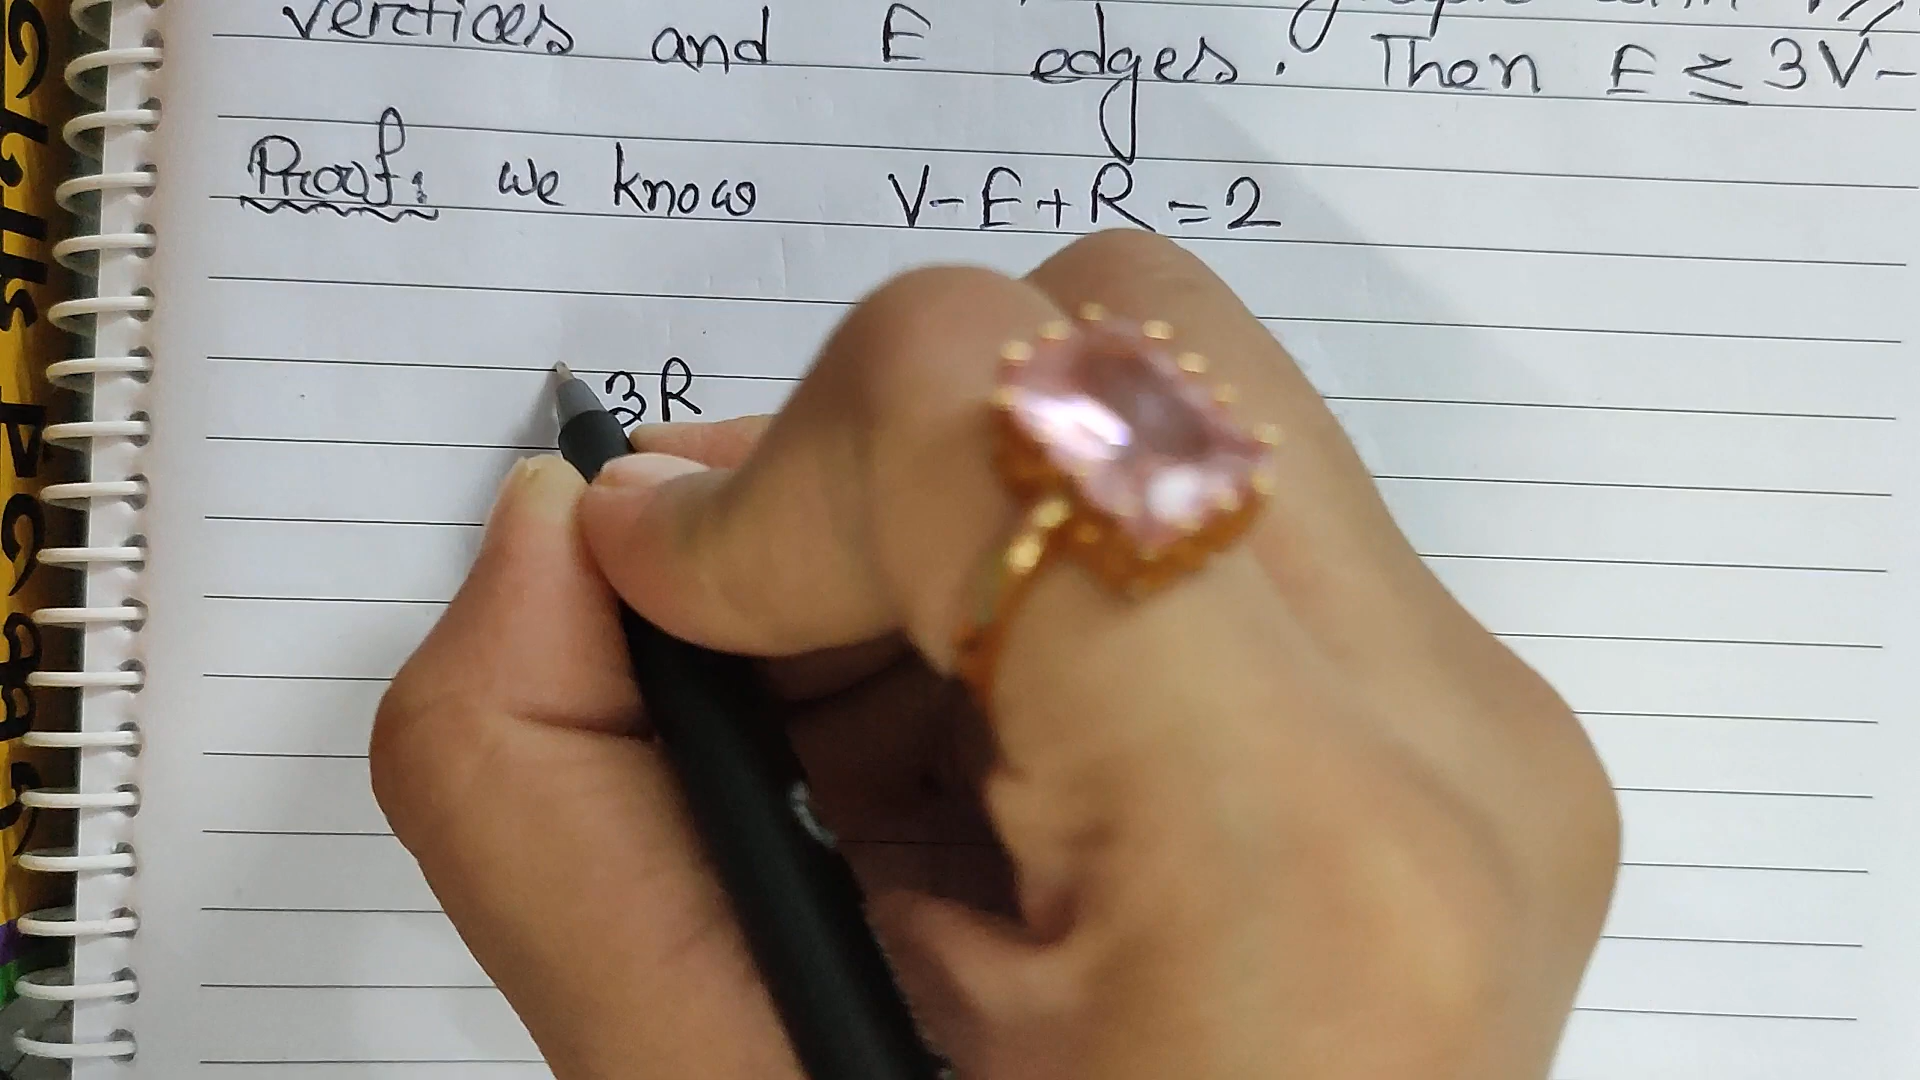 vertices and E edges. Then E ≤ 3V-
Proof: we know V-E+R=2
3R